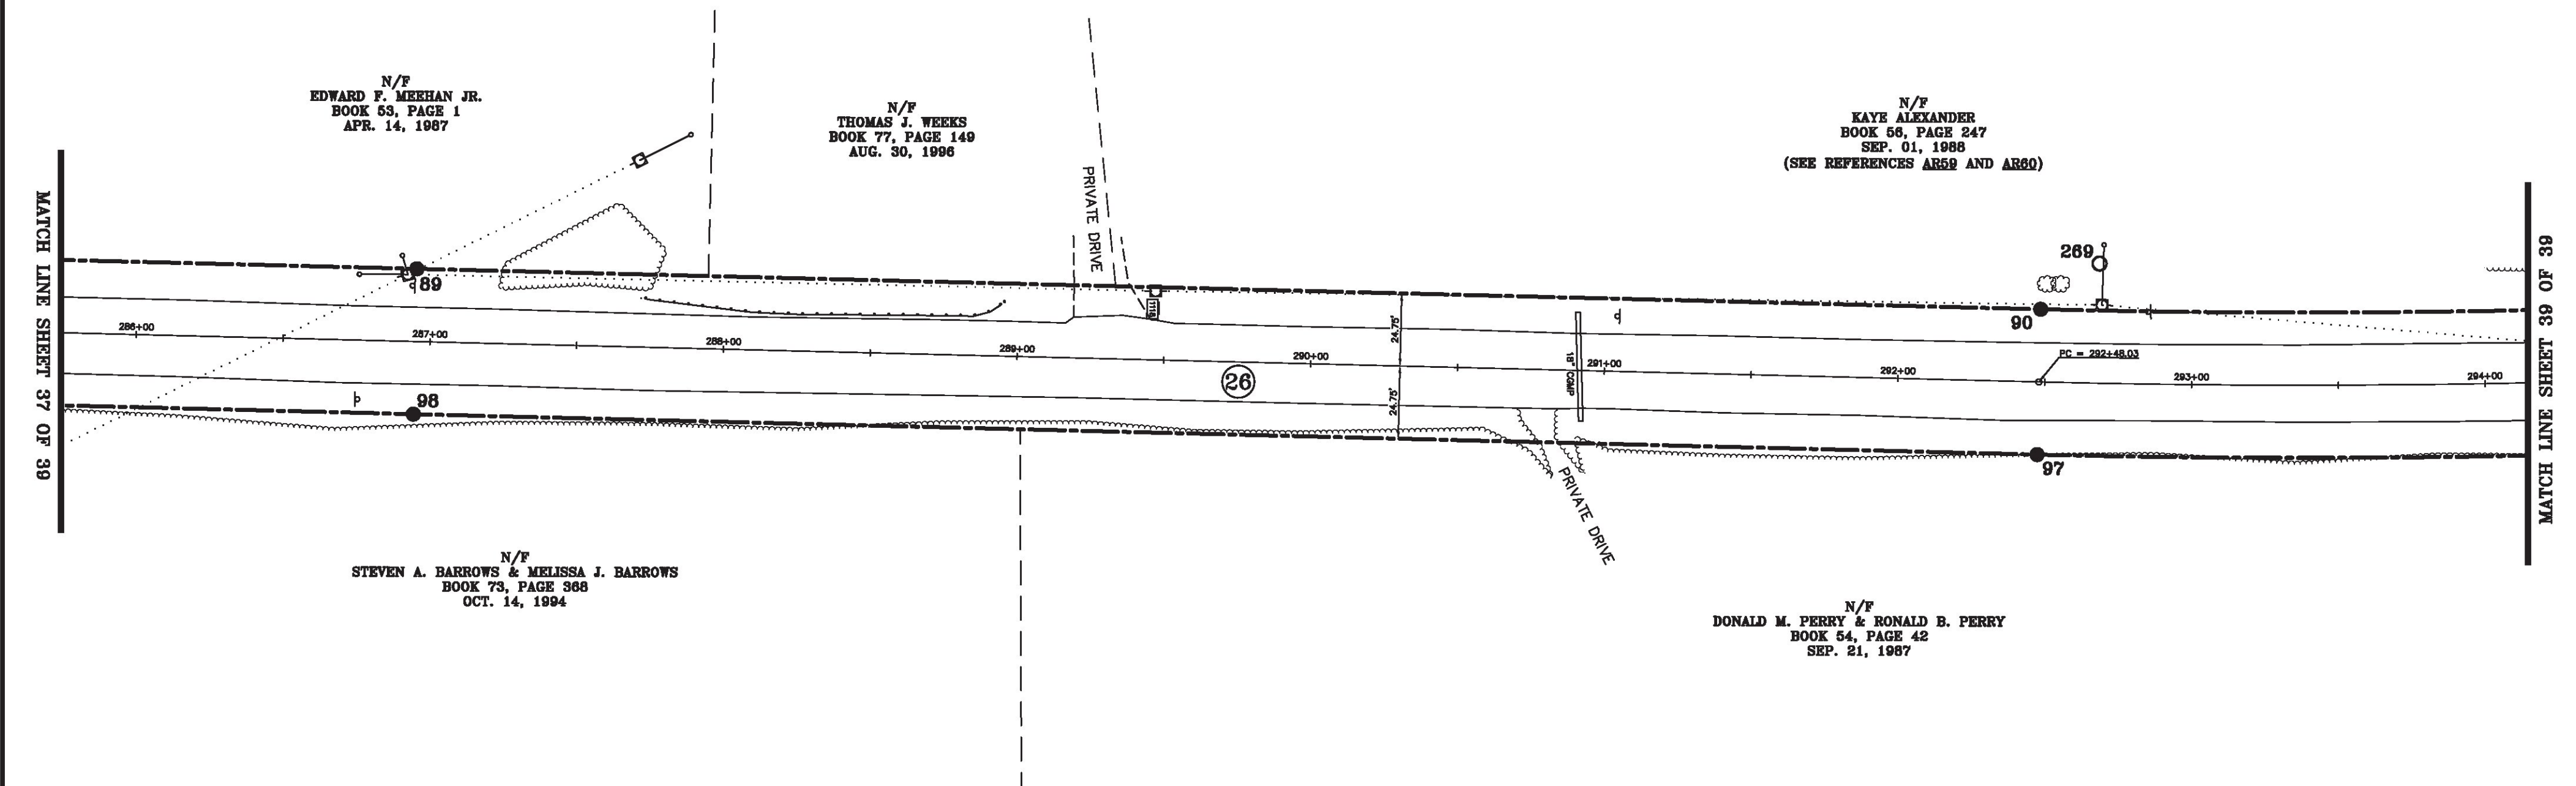 N/F
EDWARD F. MEEHAN JR.
BOOK 53, PAGE 1
APR. 14, 1987
N/F
THOMAS J. WEEKS
BOOK 77, PAGE 149
AUG. 30, 1996
N/F
KAYE ALEXANDER
BOOK 56, PAGE 247
SEP. 01, 1988
(SEE REFERENCES AR59 AND AR60)
MATCH LINE SHEET 37 OF 39
MATCH LINE SHEET 39 OF 39
PRIVATE DRIVE
269
89
90
286+00
287+00
288+00
289+00
290+00
291+00
292+00
293+00
294+00
24.75'
24.75'
PC = 292+48.03
26
98
97
PRIVATE DRIVE
N/F
STEVEN A. BARROWS & MELISSA J. BARROWS
BOOK 73, PAGE 368
OCT. 14, 1994
N/F
DONALD M. PERRY & RONALD B. PERRY
BOOK 54, PAGE 42
SEP. 21, 1987